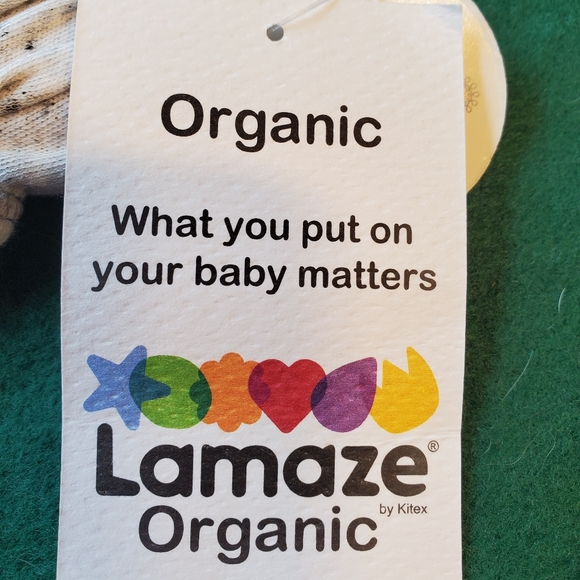 Organic
What you put on
your baby matters
Lamaze®
by Kitex
Organic